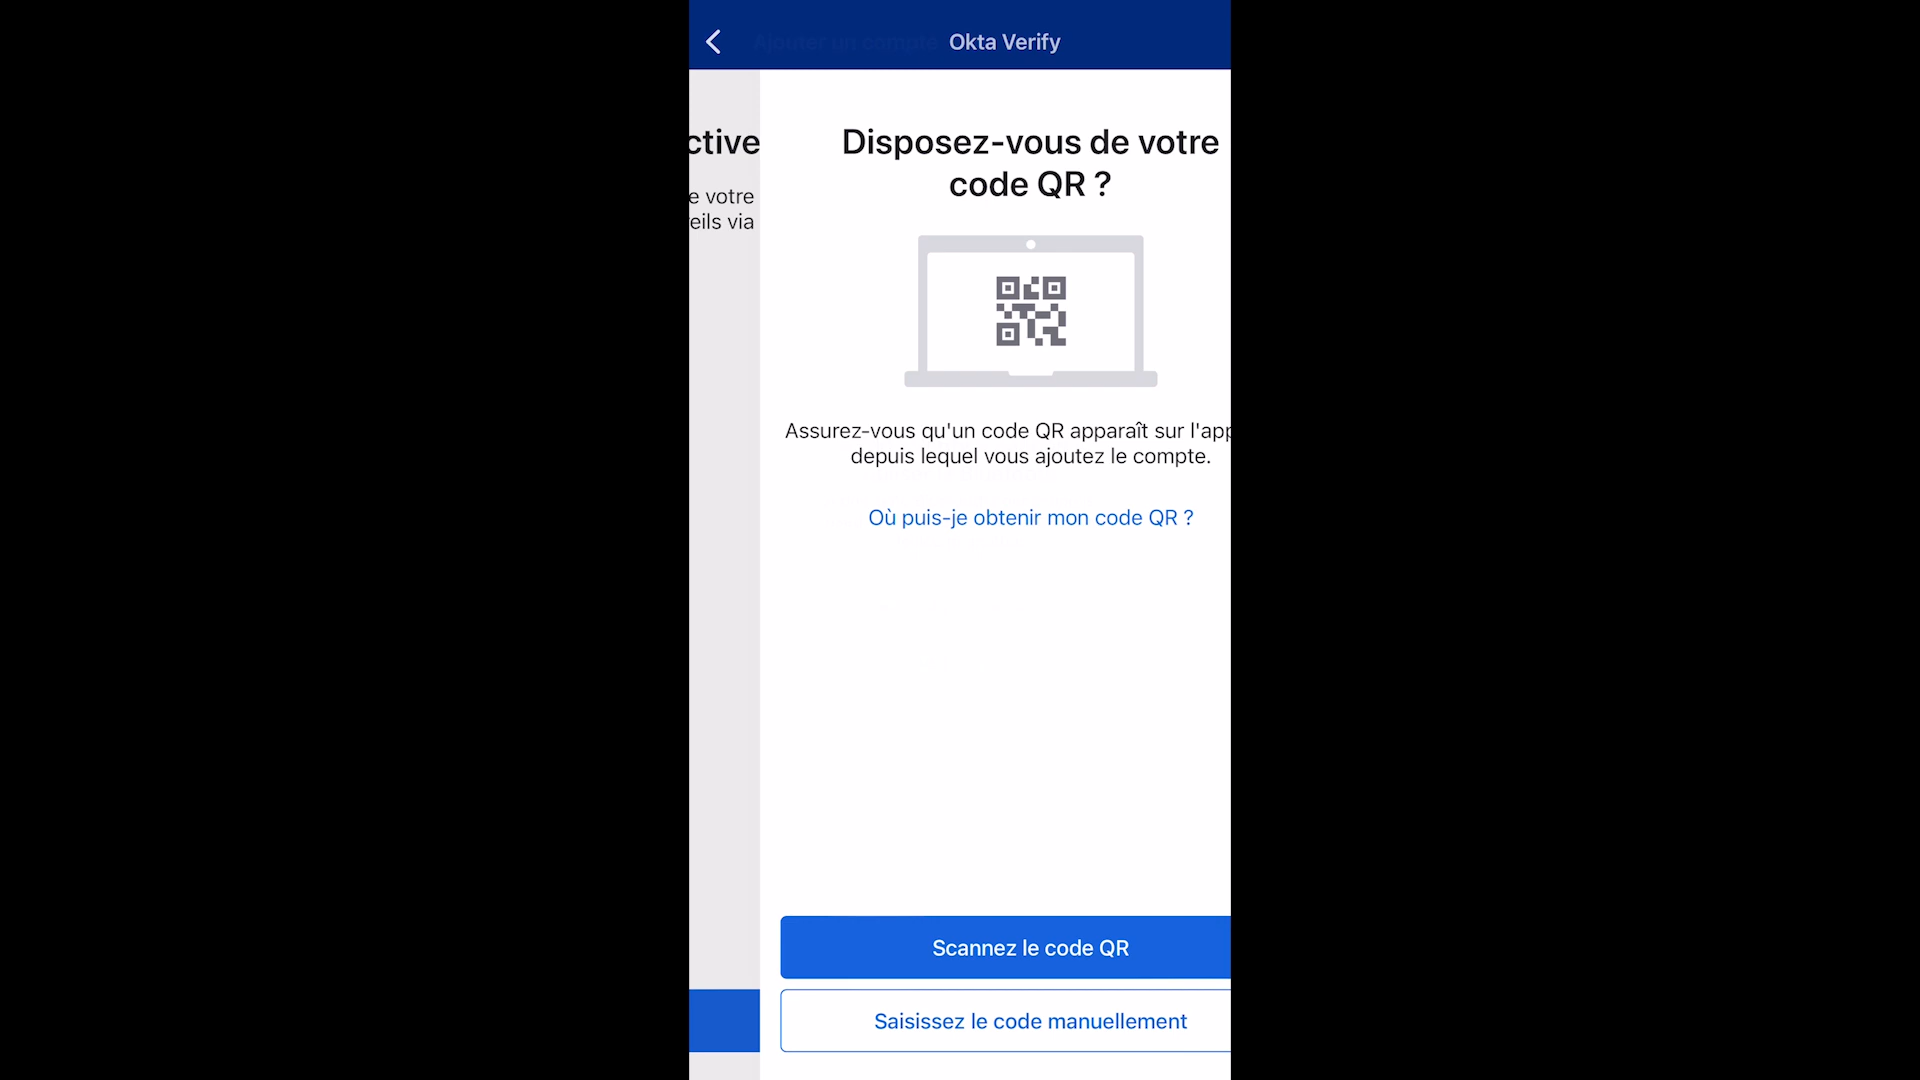 Ajouter un compte
Okta Verify
ctive
e votre
eils via
Disposez-vous de votre
code QR ?
Assurez-vous qu'un code QR apparaît sur l'app
depuis lequel vous ajoutez le compte.
Où puis-je obtenir mon code QR ?
Scannez le code QR
Saisissez le code manuellement